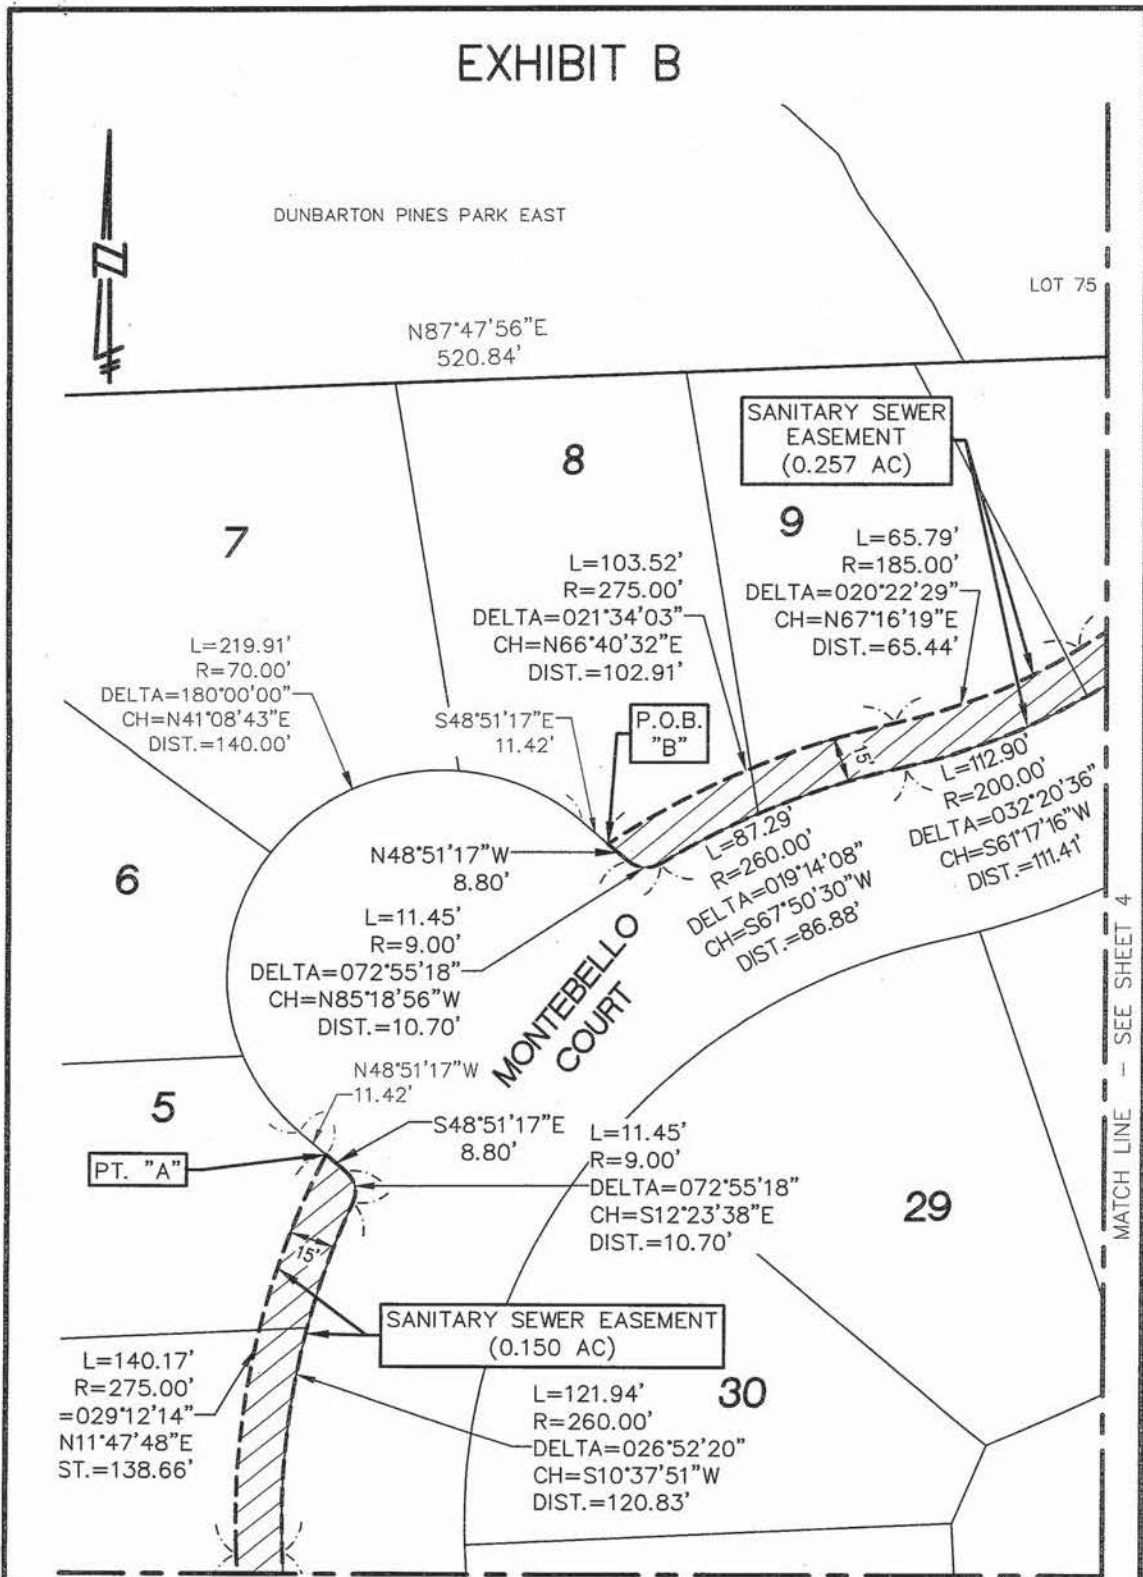 EXHIBIT B
DUNBARTON PINES PARK EAST
LOT 75
N87°47'56"E
520.84'
SANITARY SEWER
EASEMENT
(0.257 AC)
8
9
7
L=65.79'
R=185.00'
DELTA=020°22'29"
CH=N67°16'19"E
DIST.=65.44'
L=103.52'
R=275.00'
DELTA=021°34'03"
CH=N66°40'32"E
DIST.=102.91'
L=219.91'
R=70.00'
DELTA=180°00'00"
CH=N41°08'43"E
DIST.=140.00'
S48°51'17"E
11.42'
P.O.B.
"B"
15'
L=112.90'
R=200.00'
DELTA=032°20'36"
CH=S61°17'16"W
DIST.=111.41'
L=87.29'
R=260.00'
DELTA=019°14'08"
CH=S67°50'30"W
DIST.=86.88'
N48°51'17"W
8.80'
6
L=11.45'
R=9.00'
DELTA=072°55'18"
CH=N85°18'56"W
DIST.=10.70'
MONTEBELLO
COURT
MATCH LINE - SEE SHEET 4
N48°51'17"W
11.42'
5
S48°51'17"E
8.80'
PT. "A"
L=11.45'
R=9.00'
DELTA=072°55'18"
CH=S12°23'38"E
DIST.=10.70'
29
15'
SANITARY SEWER EASEMENT
(0.150 AC)
L=140.17'
R=275.00'
=029°12'14"
N11°47'48"E
ST.=138.66'
30
L=121.94'
R=260.00'
DELTA=026°52'20"
CH=S10°37'51"W
DIST.=120.83'